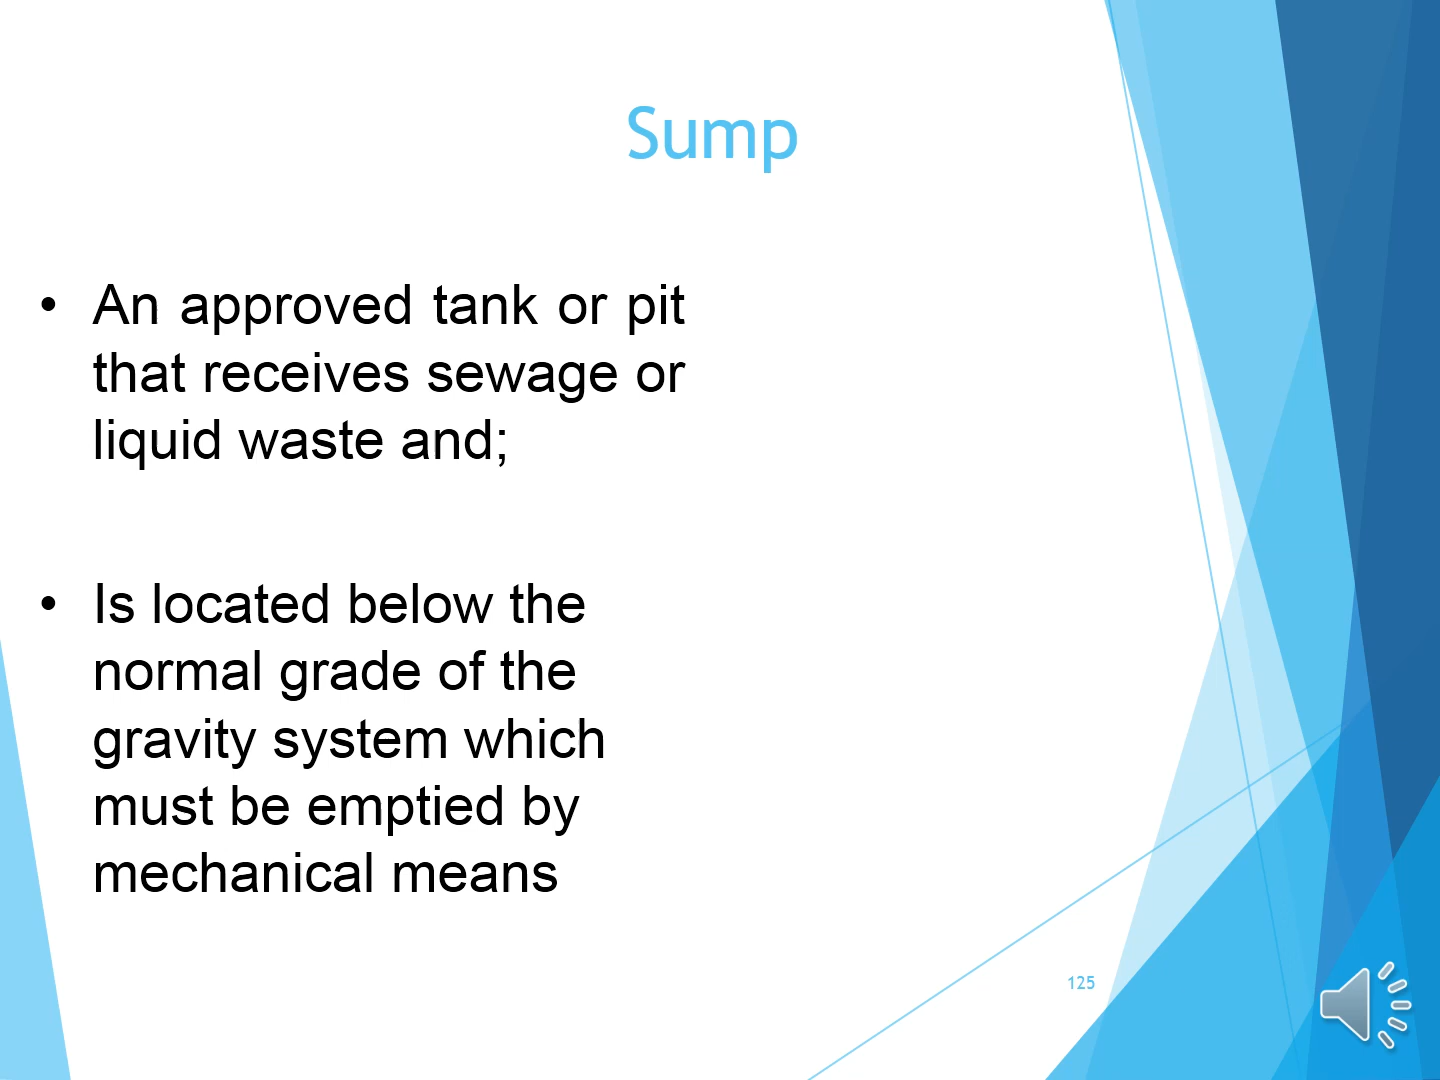 Sump
• An approved tank or pit
that receives sewage or
liquid waste and;
• Is located below the
normal grade of the
gravity system which
must be emptied by
mechanical means
125